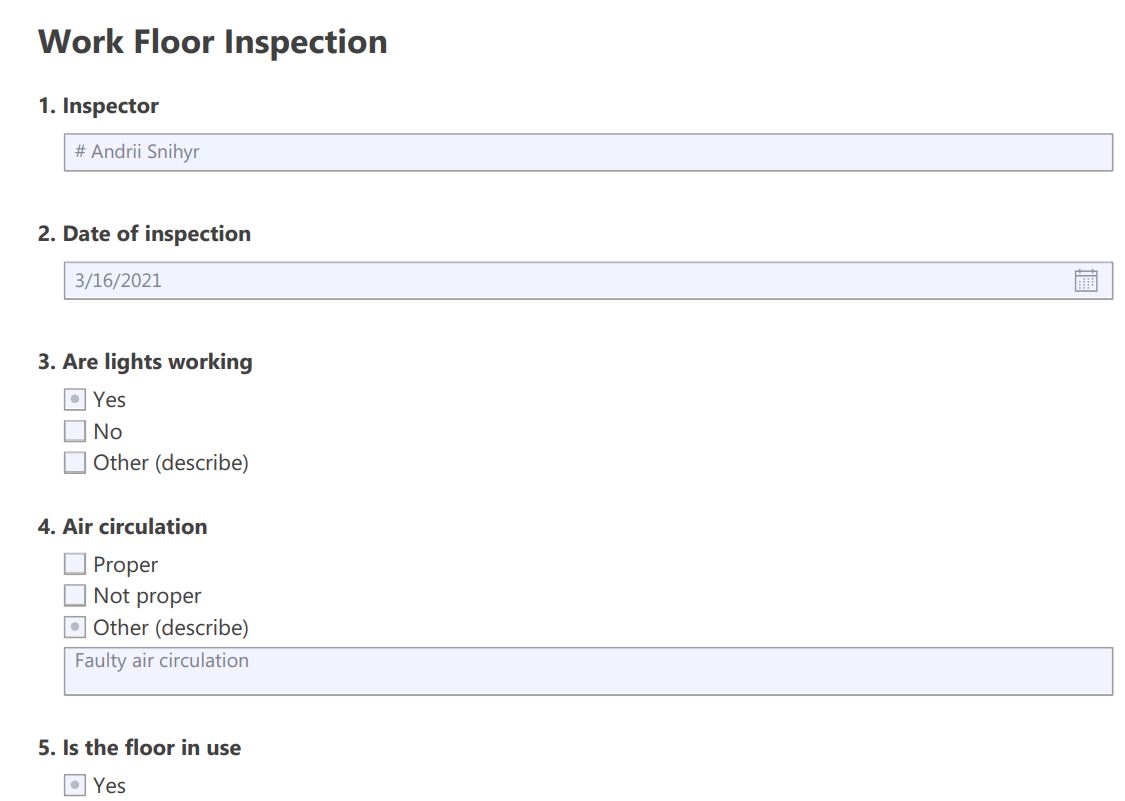 Work Floor Inspection
1. Inspector
# Andrii Snihyr
2. Date of inspection
3/16/2021
3. Are lights working
Yes
No
Other (describe)
4. Air circulation
Proper
Not proper
Other (describe)
Faulty air circulation
5. Is the floor in use
Yes